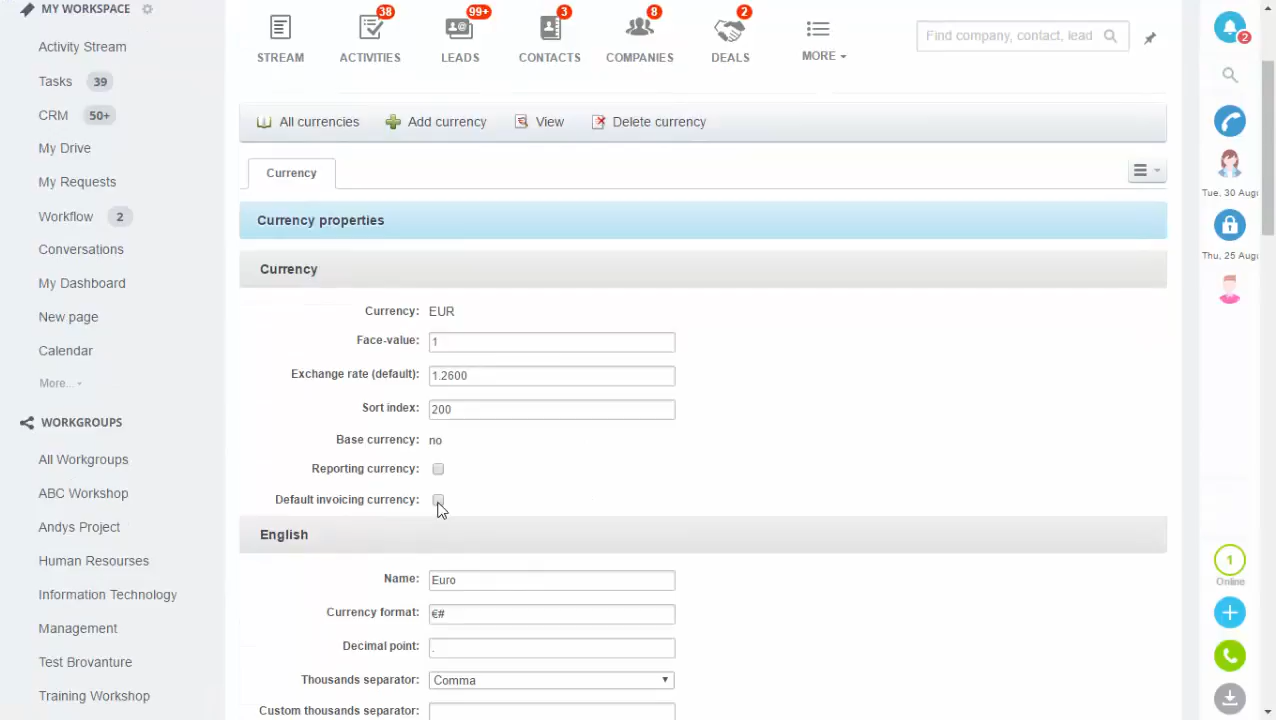 MY WORKSPACE
Activity Stream
Tasks 39
CRM 50+
My Drive
My Requests
Workflow 2
Conversations
My Dashboard
New page
Calendar
More...
WORKGROUPS
All Workgroups
ABC Workshop
Andys Project
Human Resourses
Information Technology
Management
Test Brovanture
Training Workshop
38 99+ 3 8 2
STREAM ACTIVITIES LEADS CONTACTS COMPANIES DEALS MORE
Find company, contact, lead
All currencies Add currency View Delete currency
Currency
Currency properties
Currency
Currency: EUR
Face-value: 1
Exchange rate (default): 1.2600
Sort index: 200
Base currency: no
Reporting currency:
Default invoicing currency:
English
Name: Euro
Currency format: €#
Decimal point: .
Thousands separator: Comma
Custom thousands separator:
2
Tue, 30 Augu
Thu, 25 Augu
1
Online